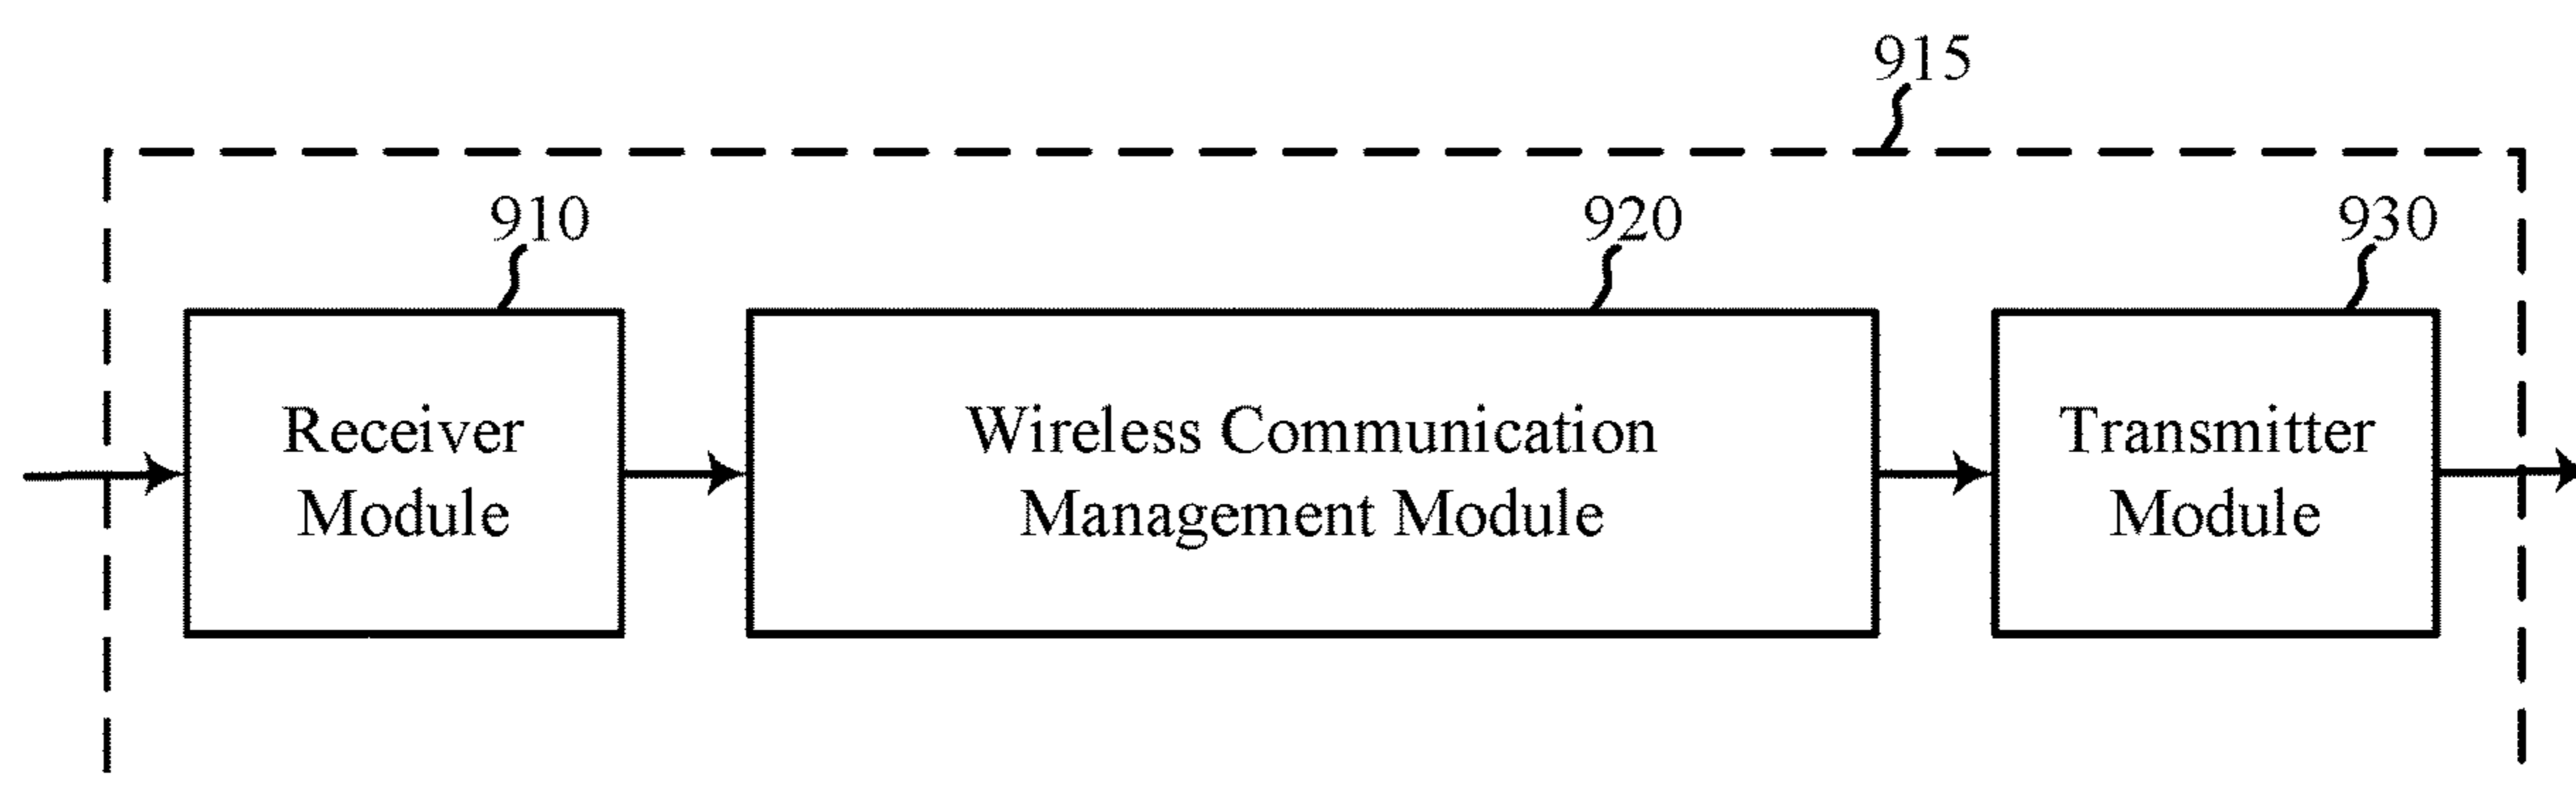 915
910
920
930
Receiver
Module
Wireless Communication
Management Module
Transmitter
Module